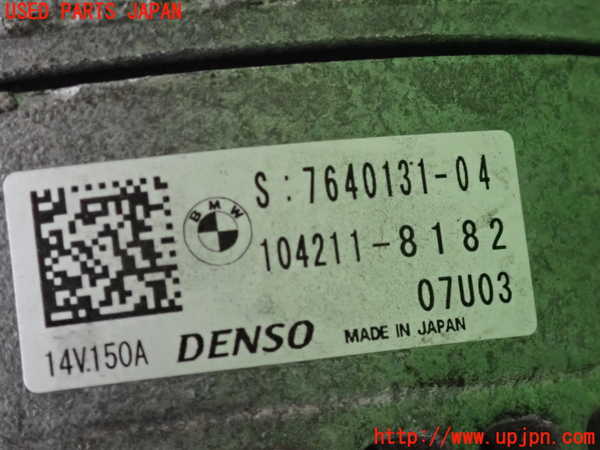 USED PARTS JAPAN
BMW
S:7640131-04
104211-8182
07U03
14V.150A DENSO MADE IN JAPAN
http://www.upjpn.com/